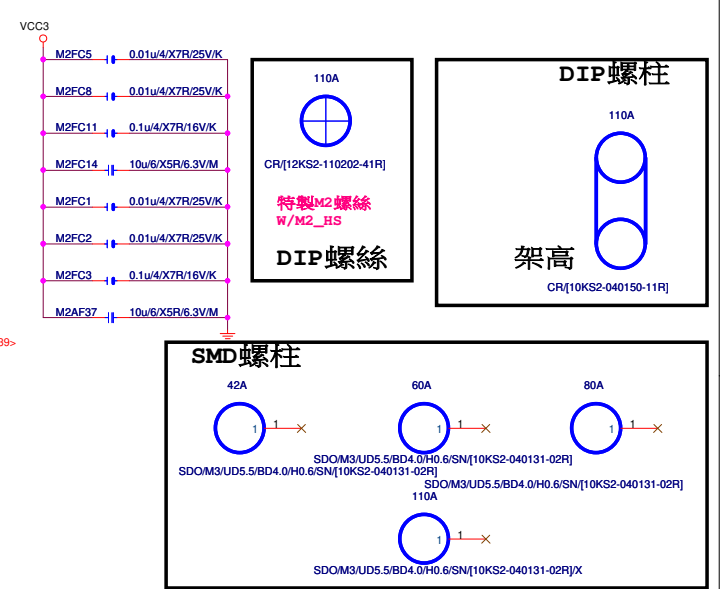 VCC3
M2FC5 0.01u/4/X7R/25V/K
M2FC8 0.01u/4/X7R/25V/K
M2FC11 0.1u/4/X7R/16V/K
M2FC14 10u/6/X5R/6.3V/M
M2FC1 0.01u/4/X7R/25V/K
M2FC2 0.01u/4/X7R/25V/K
M2FC3 0.1u/4/X7R/16V/K
M2AF37 10u/6/X5R/6.3V/M
39>
110A
CR/[12KS2-110202-41R]
特製M2螺絲
W/M2_HS
DIP螺絲
DIP螺柱
110A
架高
CR/[10KS2-040150-11R]
SMD螺柱
42A
1 1
SDO/M3/UD5.5/BD4.0/H0.6/SN/[10KS2-040131-02R]
60A
1 1
SDO/M3/UD5.5/BD4.0/H0.6/SN/[10KS2-040131-02R]
80A
1 1
SDO/M3/UD5.5/BD4.0/H0.6/SN/[10KS2-040131-02R]
110A
1 1
SDO/M3/UD5.5/BD4.0/H0.6/SN/[10KS2-040131-02R]/X